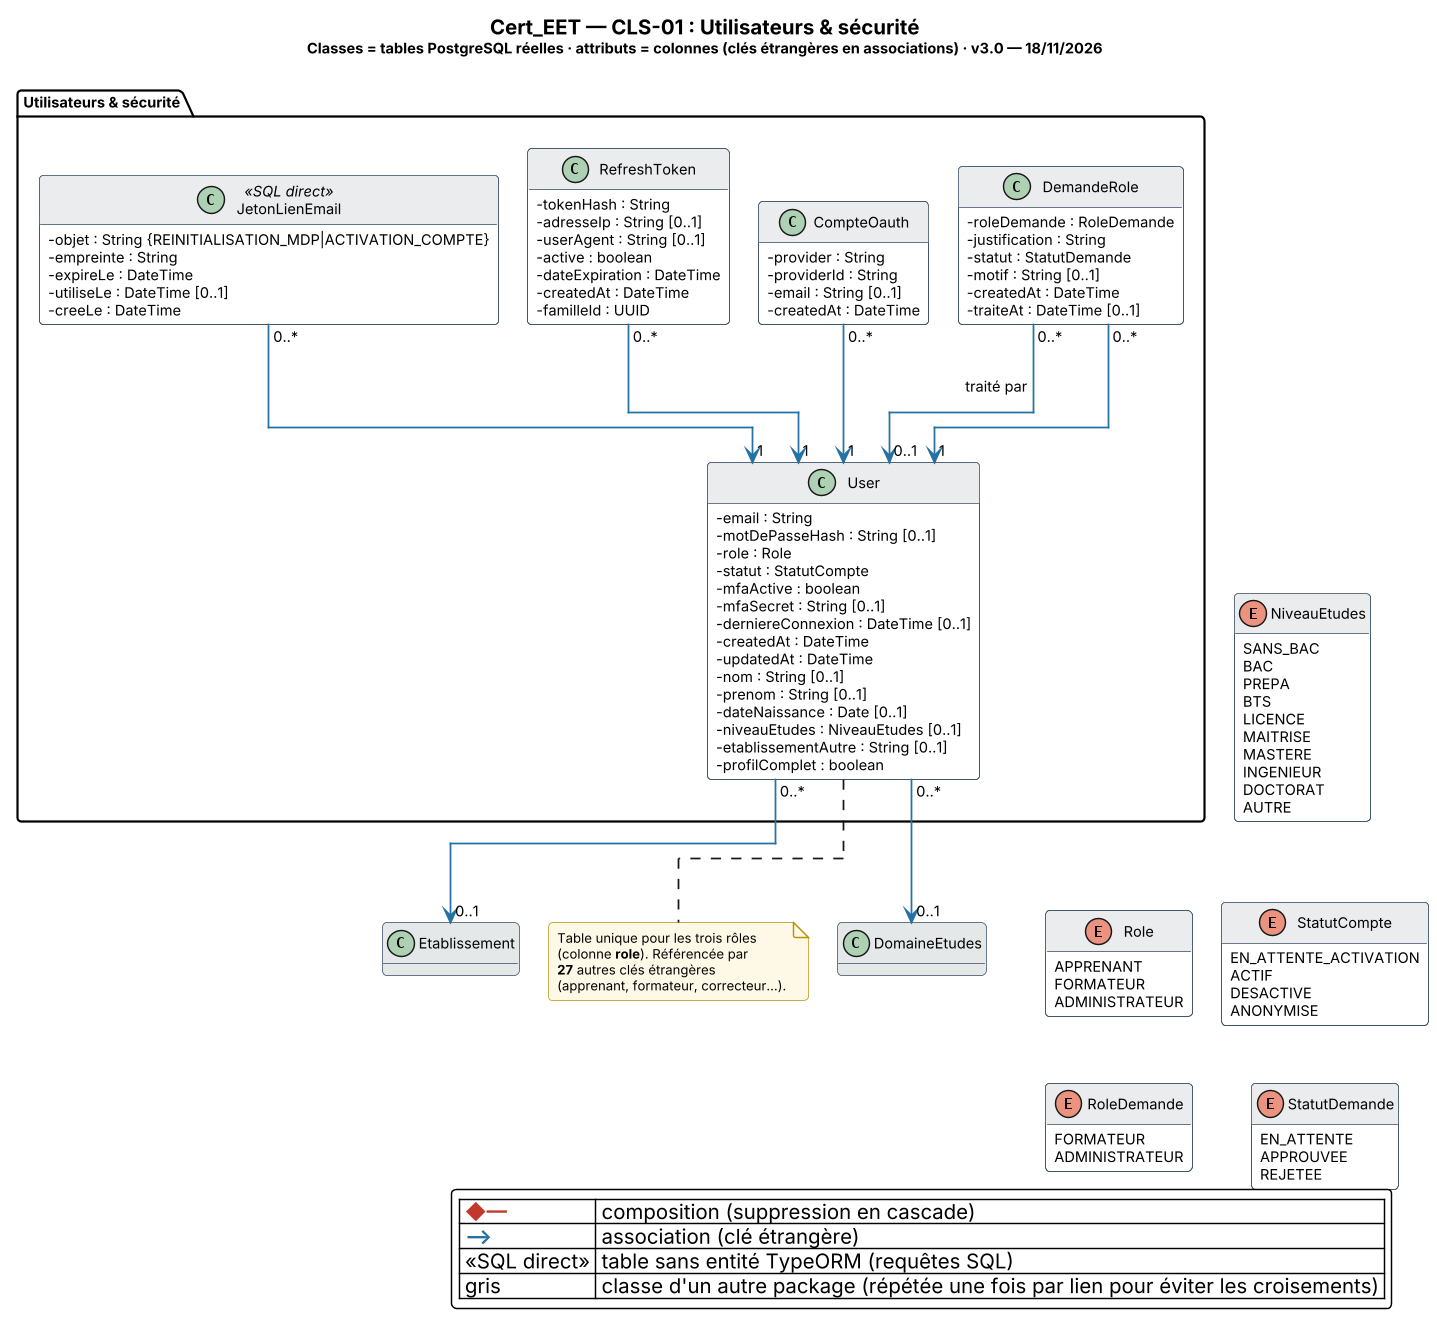 Cert_EET — CLS-01 : Utilisateurs & sécurité
Classes = tables PostgreSQL réelles · attributs = colonnes (clés étrangères en associations) · v3.0 — 18/11/2026
Utilisateurs & sécurité
C
«SQL direct»
JetonLienEmail
-objet : String {REINITIALISATION_MDP|ACTIVATION_COMPTE}
-empreinte : String
-expireLe : DateTime
-utiliseLe : DateTime [0..1]
-creeLe : DateTime
C RefreshToken
-tokenHash : String
-adresseIp : String [0..1]
-userAgent : String [0..1]
-active : boolean
-dateExpiration : DateTime
-createdAt : DateTime
-familleId : UUID
C CompteOauth
-provider : String
-providerId : String
-email : String [0..1]
-createdAt : DateTime
C DemandeRole
-roleDemande : RoleDemande
-justification : String
-statut : StatutDemande
-motif : String [0..1]
-createdAt : DateTime
-traiteAt : DateTime [0..1]
0..*
0..*
0..*
0..*
0..*
traité par
1
1
1
0..1
1
C User
-email : String
-motDePasseHash : String [0..1]
-role : Role
-statut : StatutCompte
-mfaActive : boolean
-mfaSecret : String [0..1]
-derniereConnexion : DateTime [0..1]
-createdAt : DateTime
-updatedAt : DateTime
-nom : String [0..1]
-prenom : String [0..1]
-dateNaissance : Date [0..1]
-niveauEtudes : NiveauEtudes [0..1]
-etablissementAutre : String [0..1]
-profilComplet : boolean
E NiveauEtudes
SANS_BAC
BAC
PREPA
BTS
LICENCE
MAITRISE
MASTERE
INGENIEUR
DOCTORAT
AUTRE
0..*
0..*
0..1
0..1
C Etablissement
Table unique pour les trois rôles
(colonne role). Référencée par
27 autres clés étrangères
(apprenant, formateur, correcteur...).
C DomaineEtudes
E Role
APPRENANT
FORMATEUR
ADMINISTRATEUR
E StatutCompte
EN_ATTENTE_ACTIVATION
ACTIF
DESACTIVE
ANONYMISE
E RoleDemande
FORMATEUR
ADMINISTRATEUR
E StatutDemande
EN_ATTENTE
APPROUVEE
REJETEE
◆— composition (suppression en cascade)
→ association (clé étrangère)
«SQL direct» table sans entité TypeORM (requêtes SQL)
gris classe d'un autre package (répétée une fois par lien pour éviter les croisements)